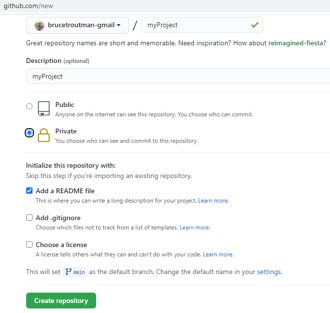 github.com/new
brucetroutman-gmail / myProject
Great repository names are short and memorable. Need inspiration? How about reimagined-fiesta?
Description (optional)
myProject
Public
Anyone on the internet can see this repository. You choose who can commit.
Private
You choose who can see and commit to this repository.
Initialize this repository with:
Skip this step if you're importing an existing repository.
Add a README file
This is where you can write a long description for your project. Learn more.
Add .gitignore
Choose which files not to track from a list of templates. Learn more.
Choose a license
A license tells others what they can and can't do with your code. Learn more.
This will set main as the default branch. Change the default name in your settings.
Create repository